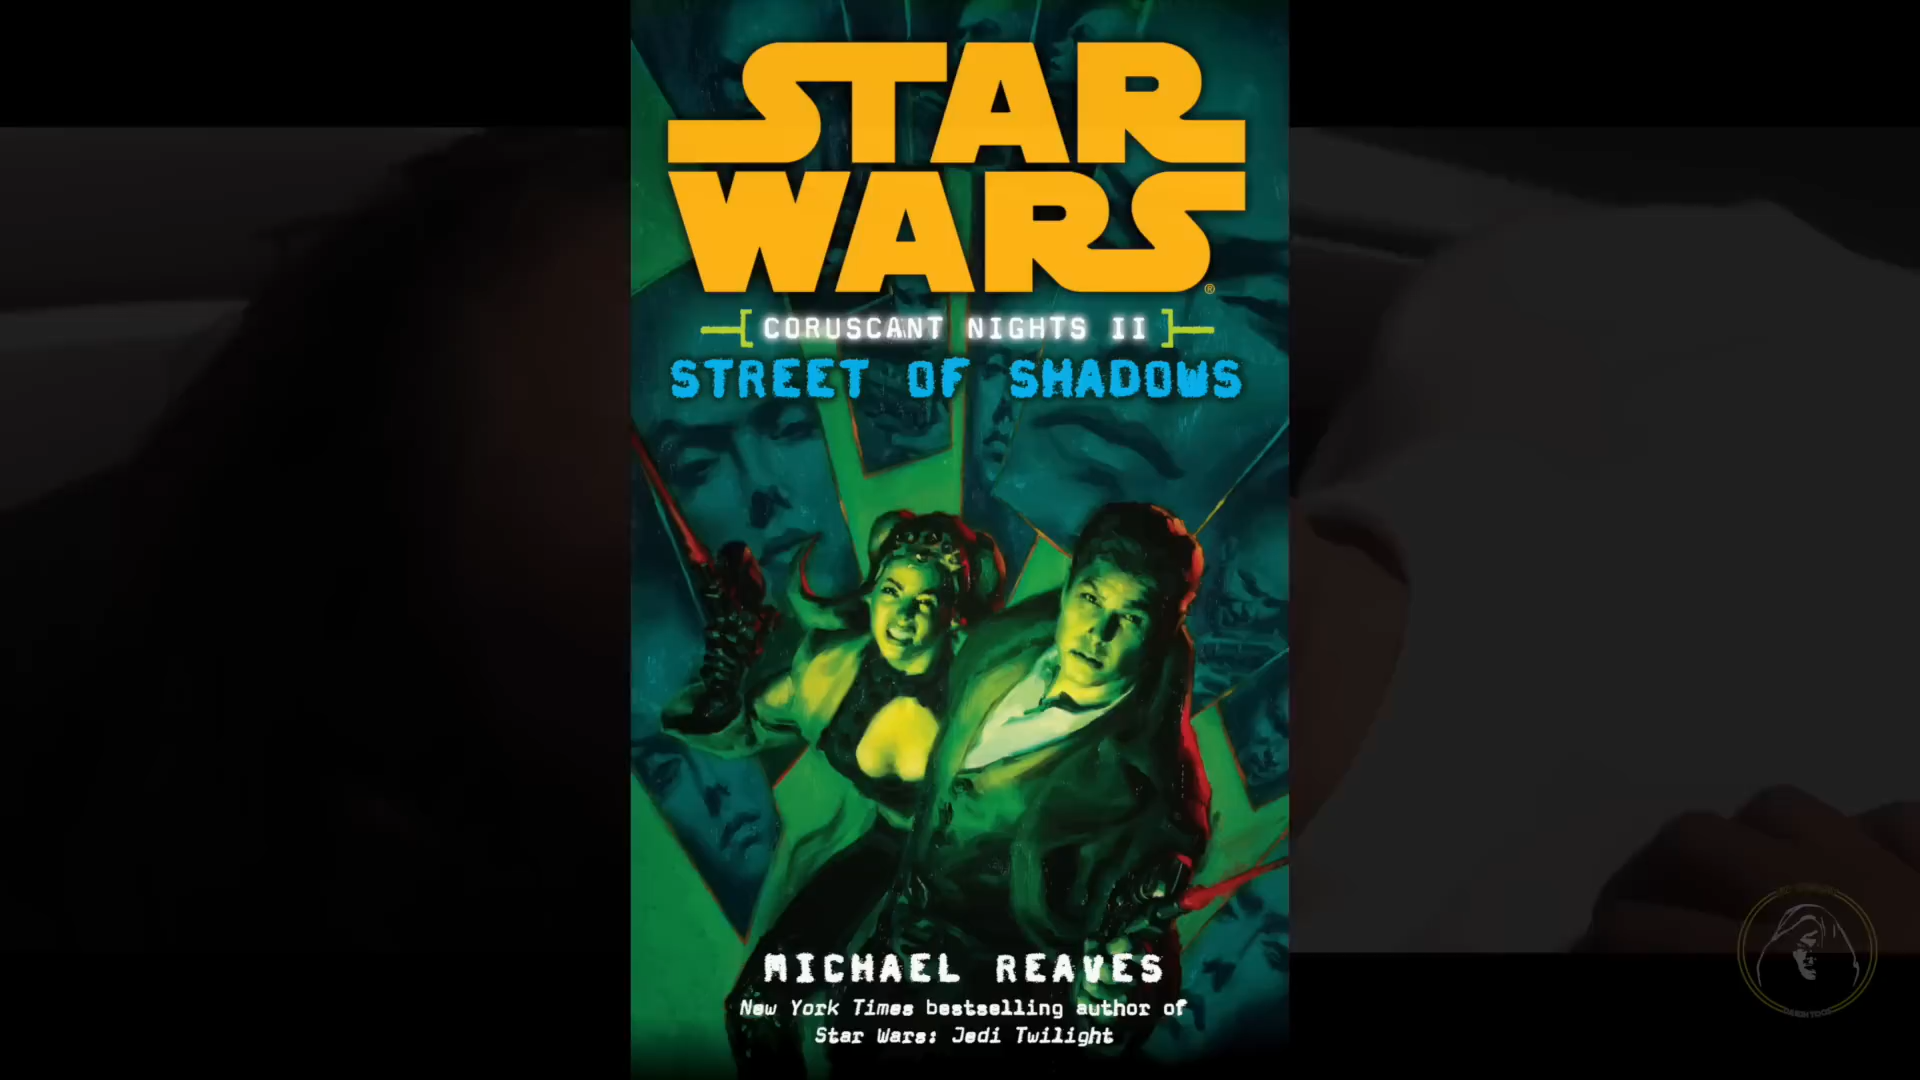 STAR
WARS®
CORUSCANT NIGHTS II
STREET OF SHADOWS
MICHAEL REAVES
New York Times bestselling author of
Star Wars: Jedi Twilight